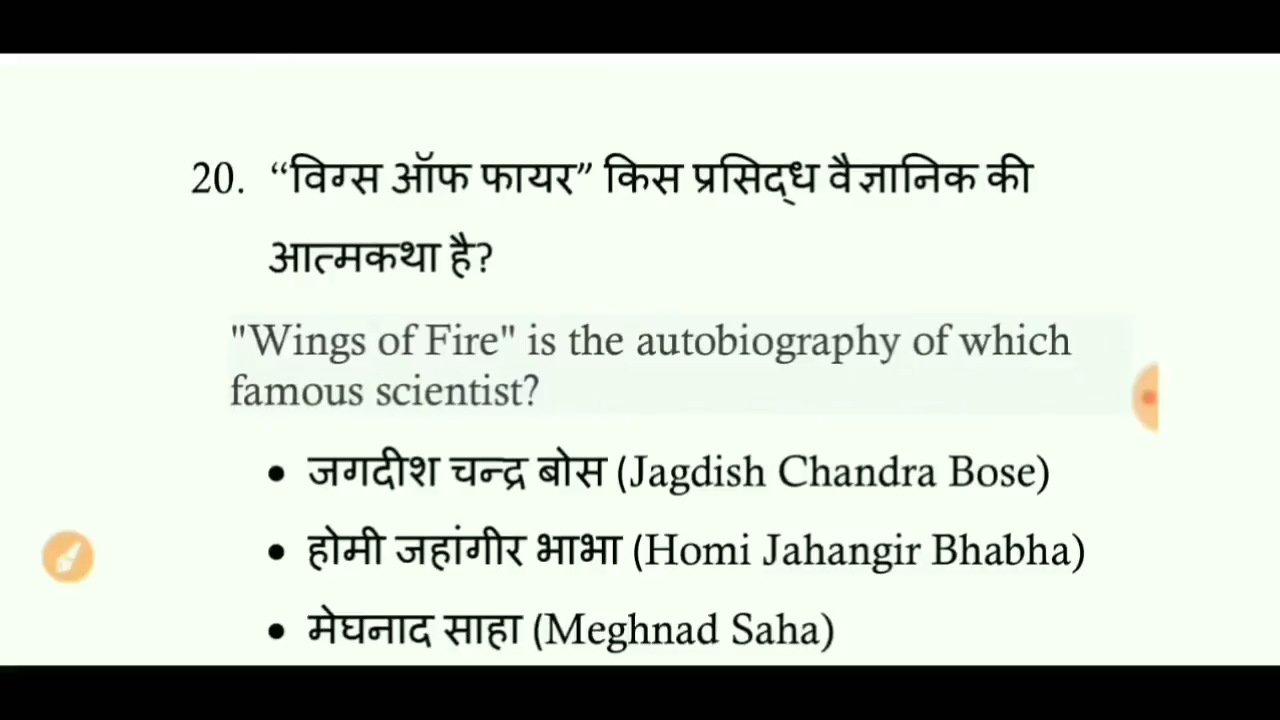 20. “विग्स ऑफ फायर” किस प्रसिद्ध वैज्ञानिक की
आत्मकथा है?
"Wings of Fire" is the autobiography of which
famous scientist?
• जगदीश चन्द्र बोस (Jagdish Chandra Bose)
• होमी जहांगीर भाभा (Homi Jahangir Bhabha)
• मेघनाद साहा (Meghnad Saha)